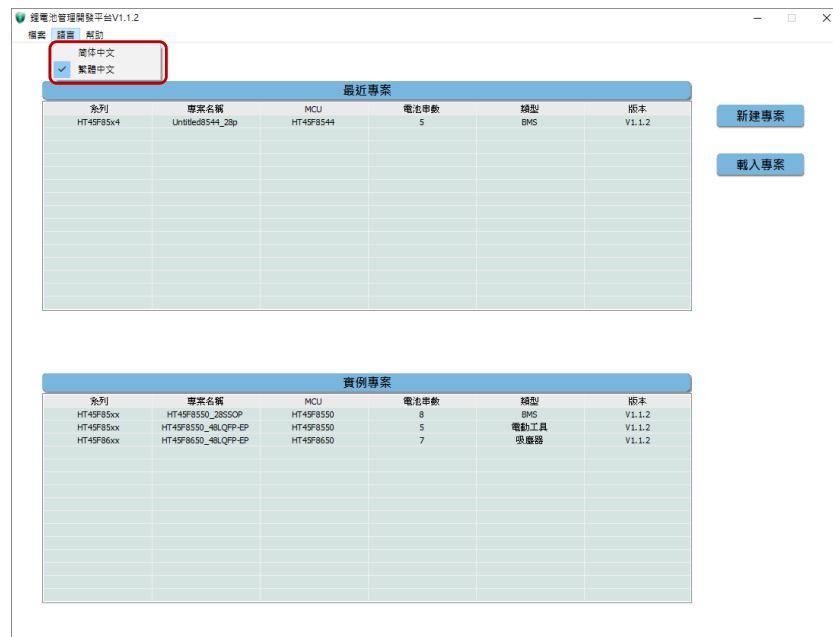 鋰電池管理開發平台V1.1.2
檔案 語言 幫助
简体中文
繁體中文
最近專案
系列 專案名稱 MCU 電池串數 類型 版本
HT45F85x4 Untitled8544_28p HT45F8544 5 BMS V1.1.2
新建專案
載入專案
實例專案
系列 專案名稱 MCU 電池串數 類型 版本
HT45F85xx HT45F8550_28SSOP HT45F8550 8 BMS V1.1.2
HT45F85xx HT45F8550_48LQFP-EP HT45F8550 5 電動工具 V1.1.2
HT45F86xx HT45F8650_48LQFP-EP HT45F8650 7 吸塵器 V1.1.2